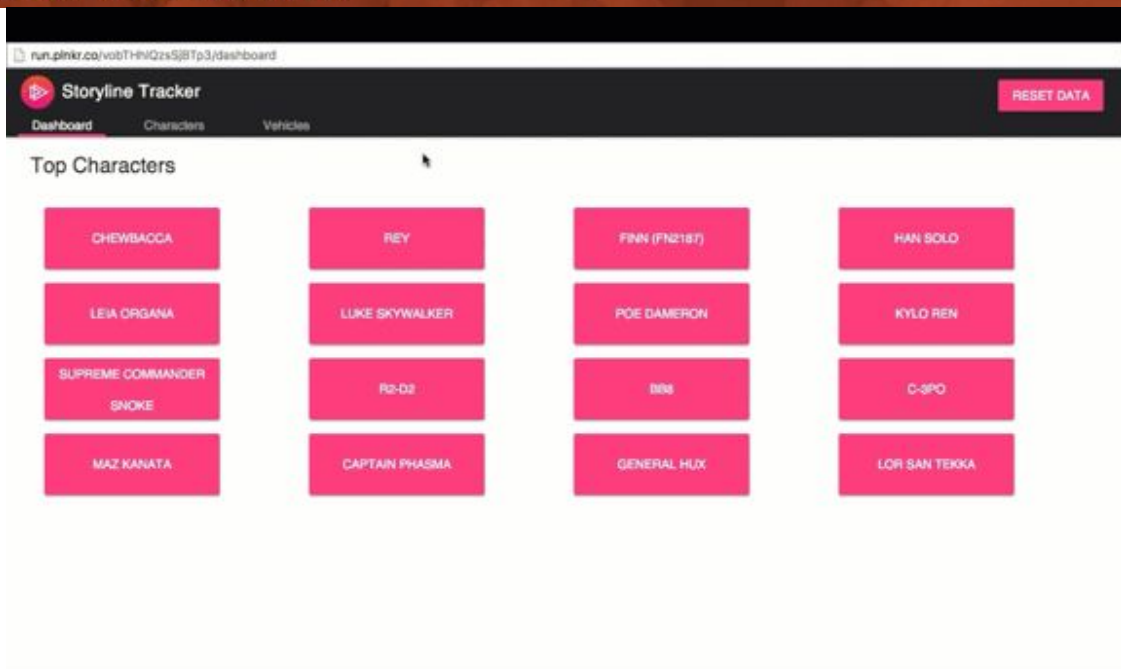 run.plnkr.co/vobTHhlQzsSjBTp3/dashboard
Storyline Tracker
RESET DATA
Dashboard Characters Vehicles
Top Characters
CHEWBACCA REY FINN (FN2187) HAN SOLO
LEIA ORGANA LUKE SKYWALKER POE DAMERON KYLO REN
SUPREME COMMANDER
SNOKE
R2-D2 BB8 C-3PO
MAZ KANATA CAPTAIN PHASMA GENERAL HUX LOR SAN TEKKA